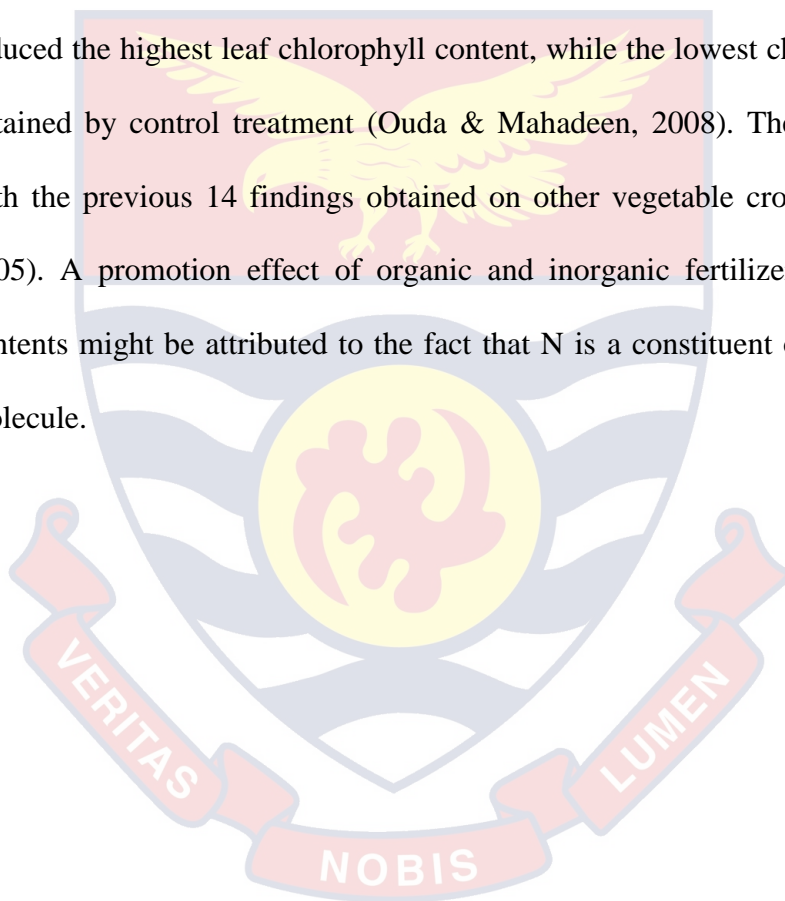 duced the highest leaf chlorophyll content, while the lowest cl
tained by control treatment (Ouda & Mahadeen, 2008). The
th the previous 14 findings obtained on other vegetable cro
05). A promotion effect of organic and inorganic fertilize
ntents might be attributed to the fact that N is a constituent
olecule.
VERITAS
NOBIS
LUMEN